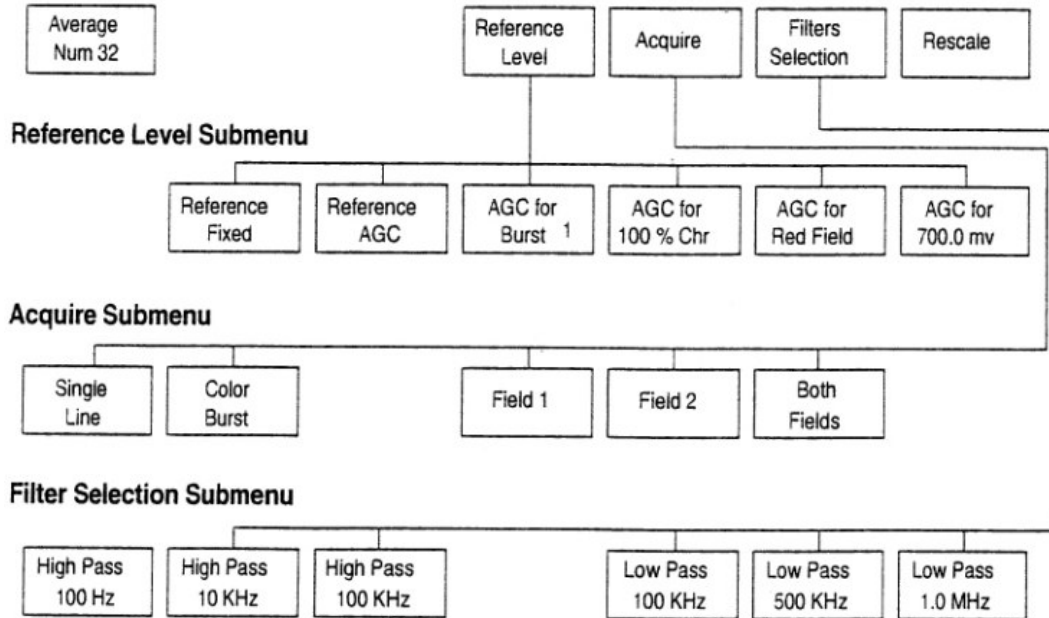 Average
Num 32
Reference
Level
Acquire
Filters
Selection
Rescale
Reference Level Submenu
Reference
Fixed
Reference
AGC
AGC for
Burst 1
AGC for
100 % Chr
AGC for
Red Field
AGC for
700.0 mv
Acquire Submenu
Single
Line
Color
Burst
Field 1
Field 2
Both
Fields
Filter Selection Submenu
High Pass
100 Hz
High Pass
10 KHz
High Pass
100 KHz
Low Pass
100 KHz
Low Pass
500 KHz
Low Pass
1.0 MHz